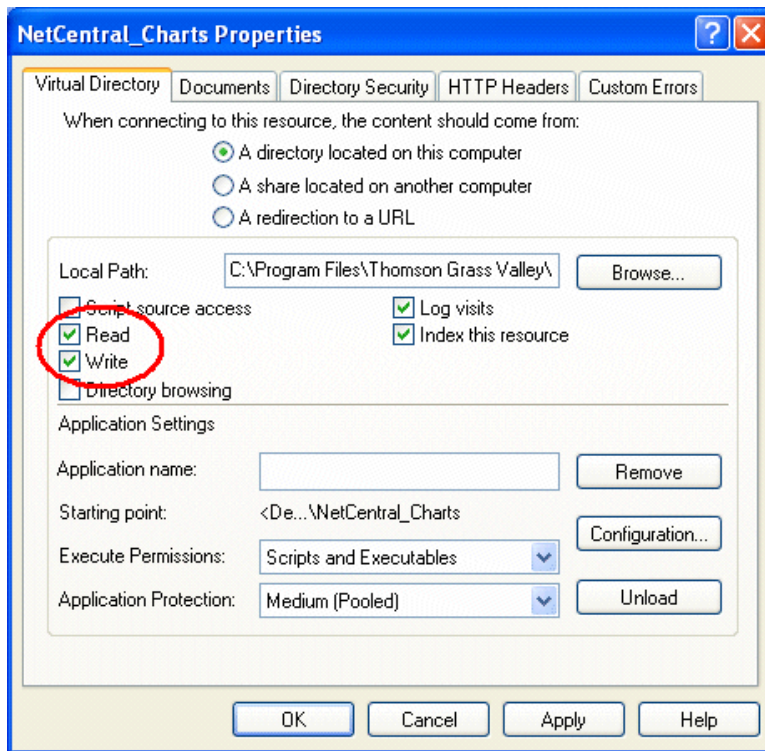 NetCentral_Charts Properties
Virtual Directory Documents Directory Security HTTP Headers Custom Errors
When connecting to this resource, the content should come from:
A directory located on this computer
A share located on another computer
A redirection to a URL
Local Path: C:\Program Files\Thomson Grass Valley\ Browse...
Script source access Log visits
Read Index this resource
Write
Directory browsing
Application Settings
Application name: Remove
Starting point: <De...\NetCentral_Charts
Configuration...
Execute Permissions: Scripts and Executables
Application Protection: Medium (Pooled) Unload
OK Cancel Apply Help